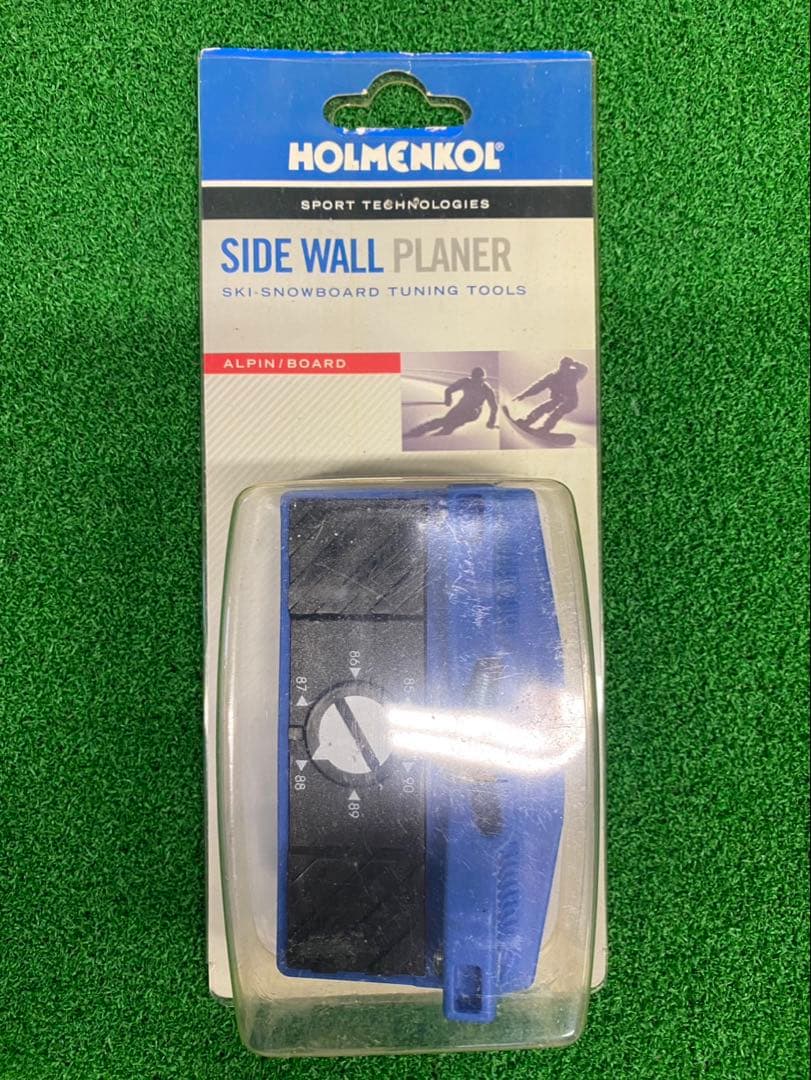 HOLMENKOL®
SPORT TECHNOLOGIES
SIDE WALL PLANER
SKI-SNOWBOARD TUNING TOOLS
ALPIN/BOARD
85
86
87
88
89
90